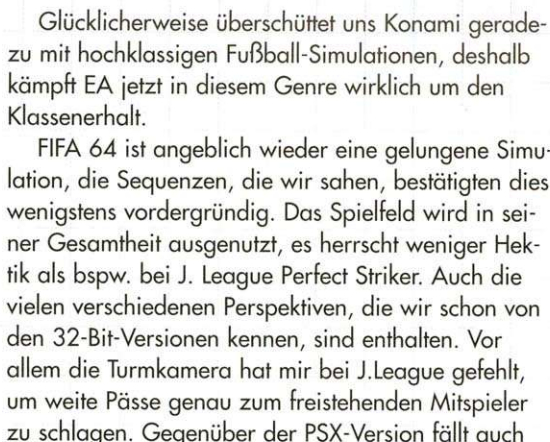 Glücklicherweise überschüttet uns Konami gerade-
zu mit hochklassigen Fußball-Simulationen, deshalb
kämpft EA jetzt in diesem Genre wirklich um den
Klassenerhalt.
FIFA 64 ist angeblich wieder eine gelungene Simu-
lation, die Sequenzen, die wir sahen, bestätigten dies
wenigstens vordergründig. Das Spielfeld wird in sei-
ner Gesamtheit ausgenutzt, es herrscht weniger Hek-
tik als bspw. bei J. League Perfect Striker. Auch die
vielen verschiedenen Perspektiven, die wir schon von
den 32-Bit-Versionen kennen, sind enthalten. Vor
allem die Turmkamera hat mir bei J.League gefehlt,
um weite Pässe genau zum freistehenden Mitspieler
zu schlagen. Gegenüber der PSX-Version fällt auch